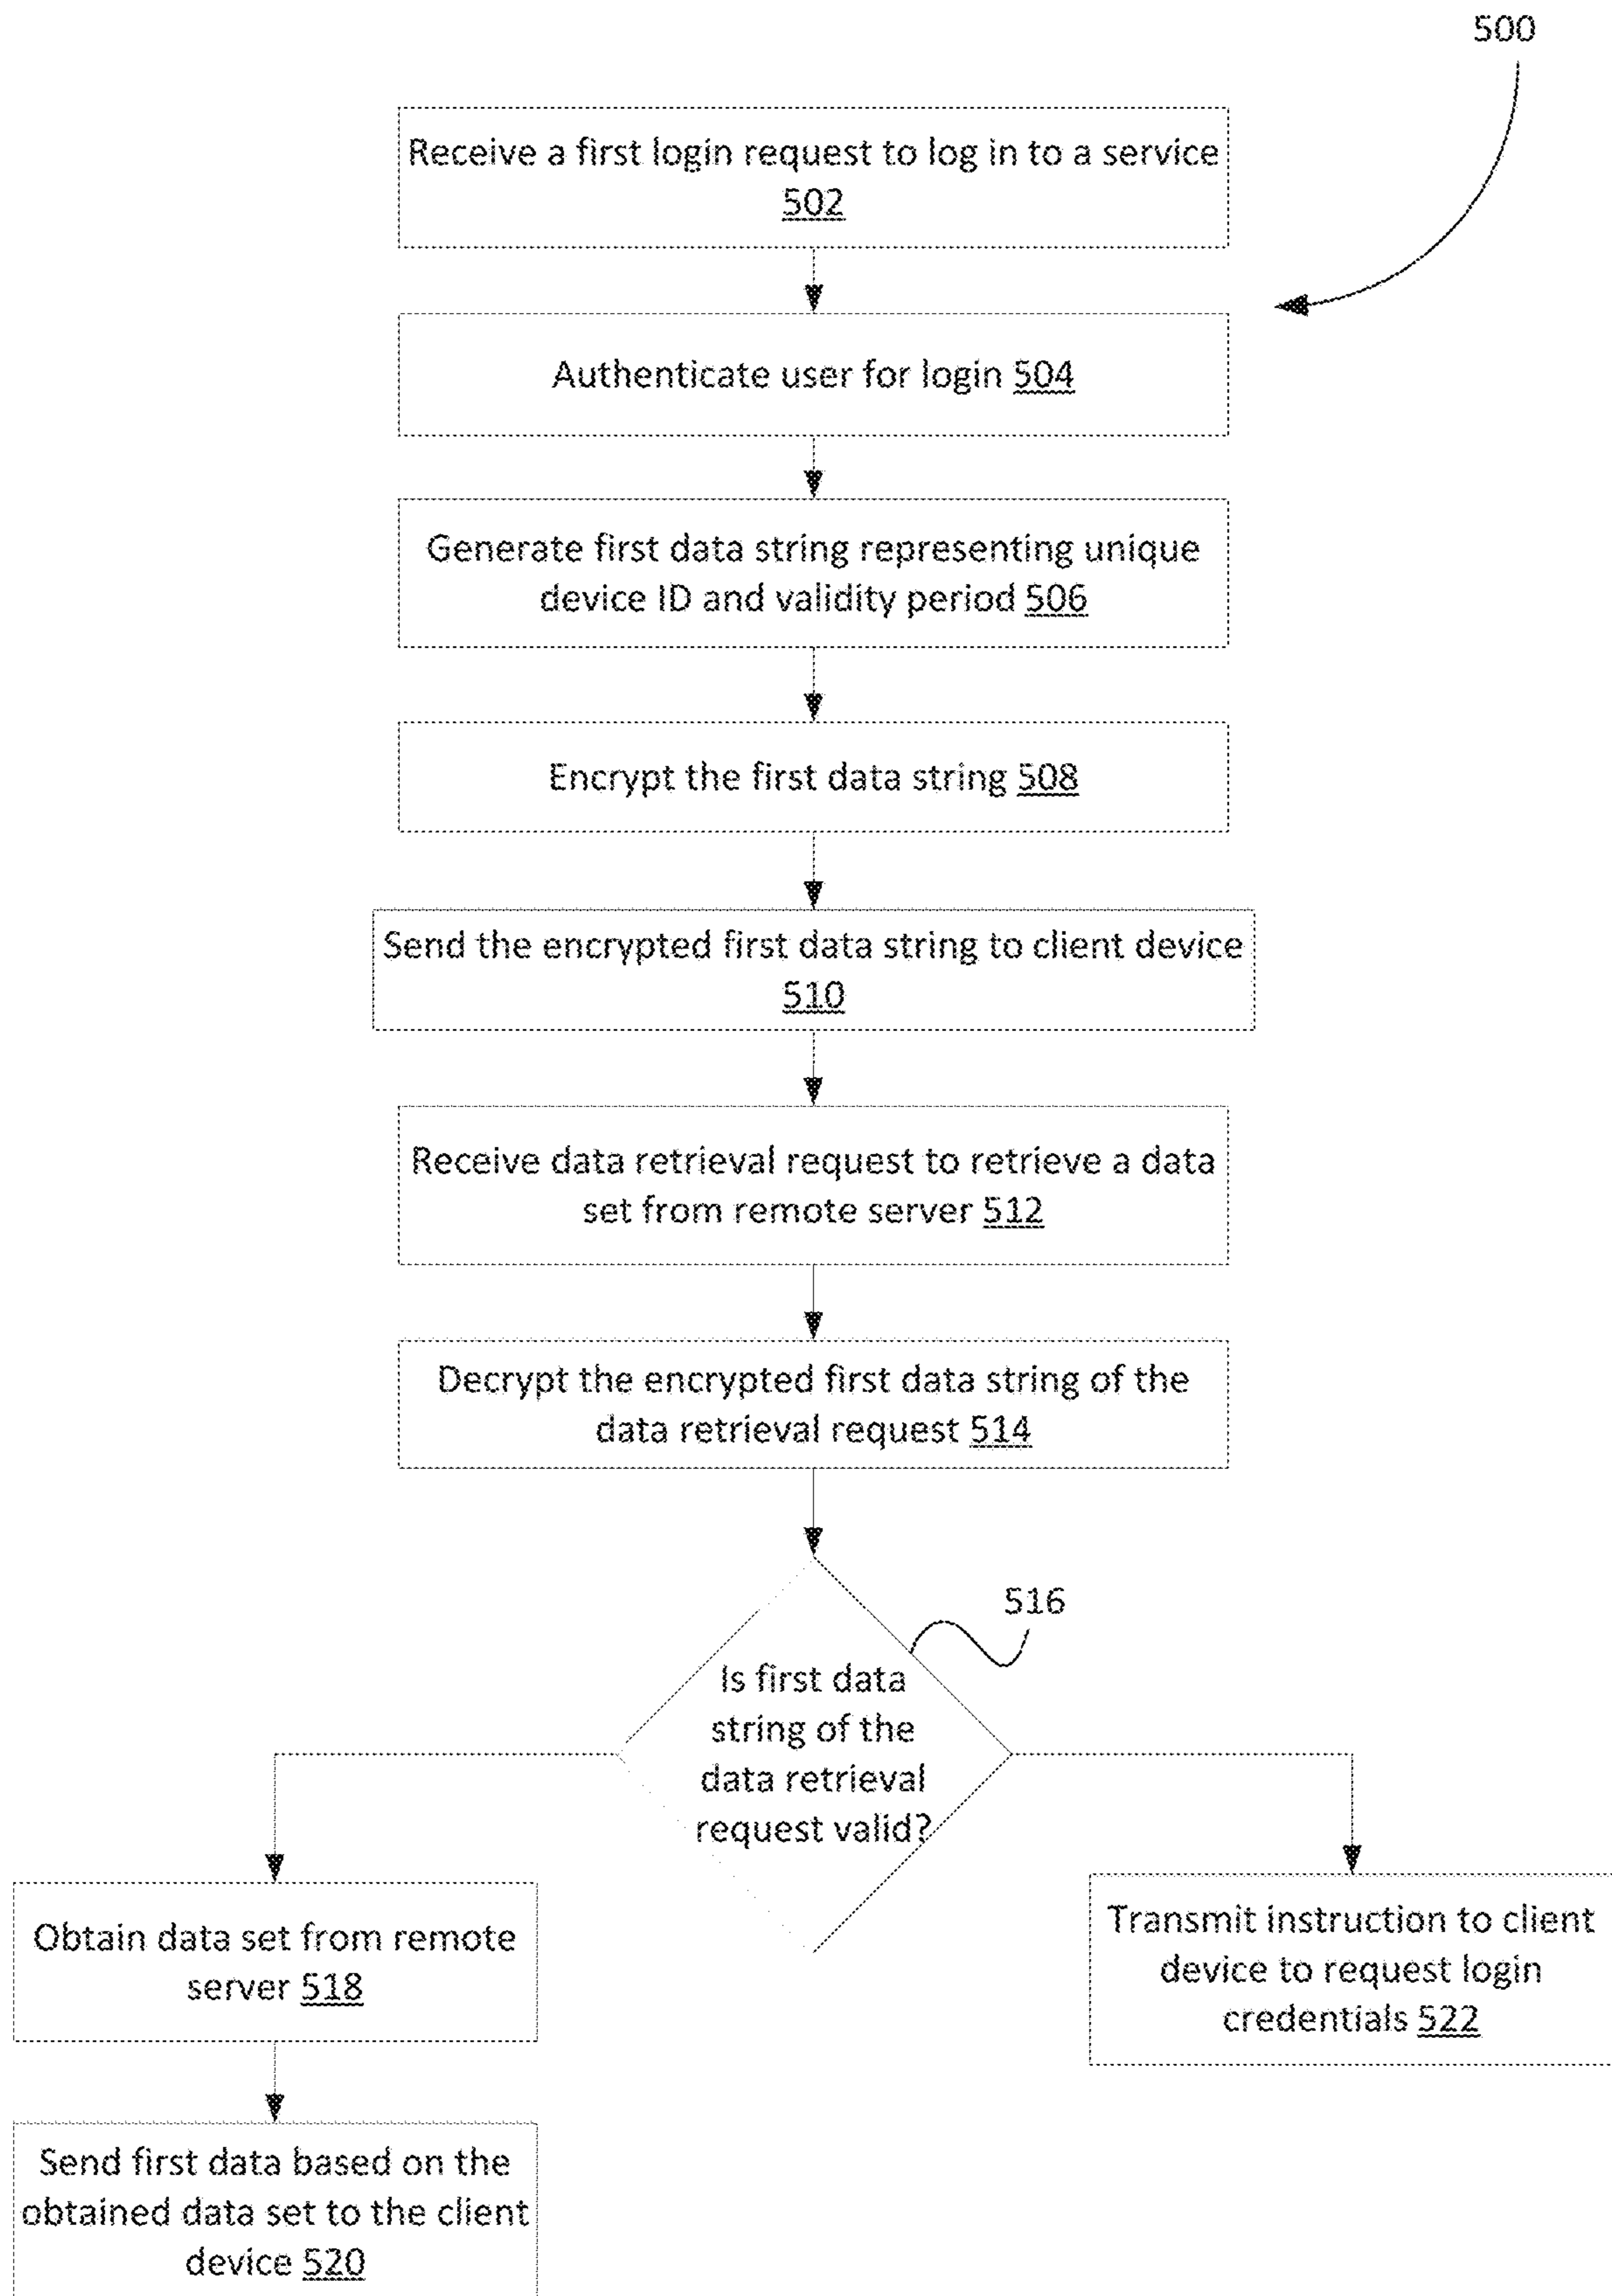 500
Receive a first login request to log in to a service
502
Authenticate user for login 504
Generate first data string representing unique
device ID and validity period 506
Encrypt the first data string 508
Send the encrypted first data string to client device
510
Receive data retrieval request to retrieve a data
set from remote server 512
Decrypt the encrypted first data string of the
data retrieval request 514
516
Is first data
string of the
data retrieval
request valid?
Obtain data set from remote
server 518
Transmit instruction to client
device to request login
credentials 522
Send first data based on the
obtained data set to the client
device 520